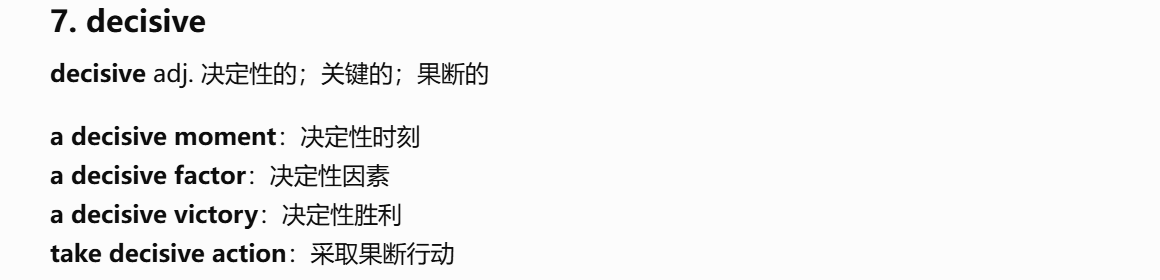 7. decisive
decisive adj. 决定性的；关键的；果断的
a decisive moment：决定性时刻
a decisive factor：决定性因素
a decisive victory：决定性胜利
take decisive action：采取果断行动